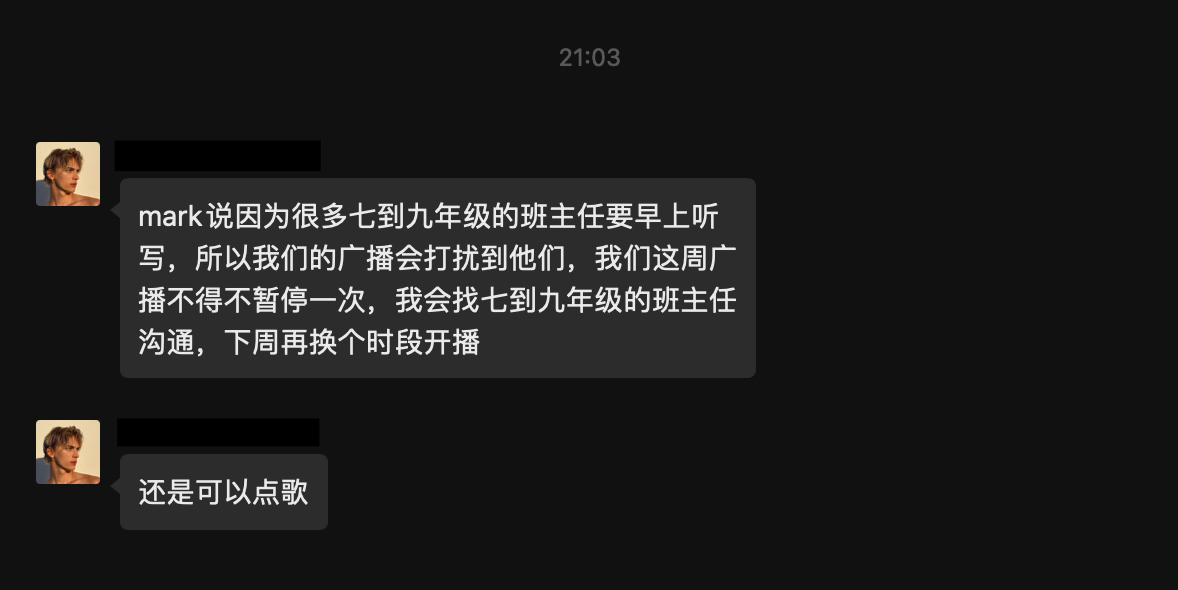 21:03
mark说因为很多七到九年级的班主任要早上听
写，所以我们的广播会打扰到他们，我们这周广
播不得不暂停一次，我会找七到九年级的班主任
沟通，下周再换个时段开播
还是可以点歌